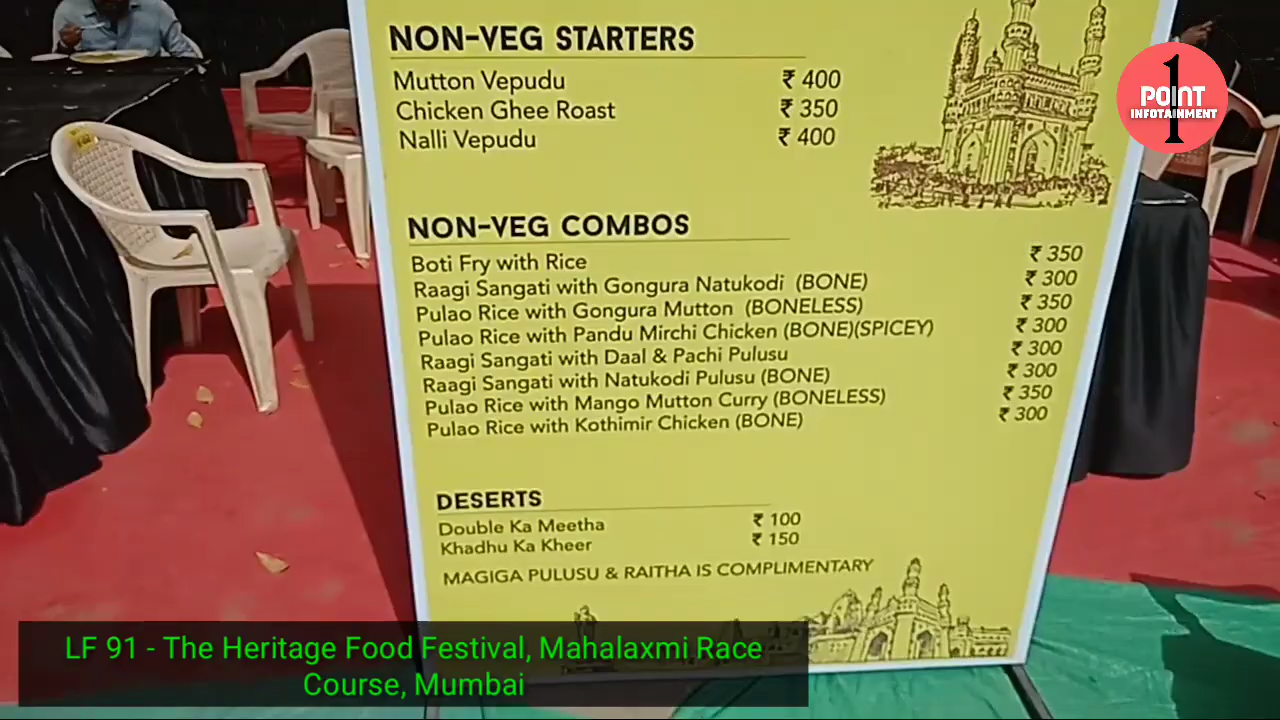 NON-VEG STARTERS
Mutton Vepudu ₹ 400
Chicken Ghee Roast ₹ 350
Nalli Vepudu ₹ 400
NON-VEG COMBOS
Boti Fry with Rice ₹ 350
Raagi Sangati with Gongura Natukodi (BONE) ₹ 300
Pulao Rice with Gongura Mutton (BONELESS) ₹ 350
Pulao Rice with Pandu Mirchi Chicken (BONE)(SPICEY) ₹ 300
Raagi Sangati with Daal & Pachi Pulusu ₹ 300
Raagi Sangati with Natukodi Pulusu (BONE) ₹ 300
Pulao Rice with Mango Mutton Curry (BONELESS) ₹ 350
Pulao Rice with Kothimir Chicken (BONE) ₹ 300
DESERTS
Double Ka Meetha ₹ 100
Khadhu Ka Kheer ₹ 150
MAGIGA PULUSU & RAITHA IS COMPLIMENTARY
1
POINT
INFOTAINMENT
LF 91 - The Heritage Food Festival, Mahalaxmi Race
Course, Mumbai